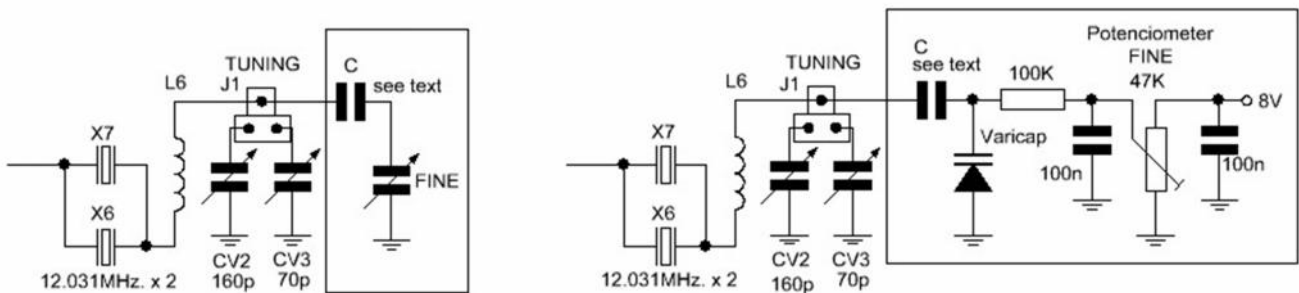 TUNING
J1
L6
C
see text
X7
X6
FINE
12.031MHz. x 2
CV2
160p
CV3
70p
Potenciometer
FINE
47K
C
see text
TUNING
J1
L6
100K
8V
X7
Varicap
100n
100n
X6
12.031MHz. x 2
CV2
160p
CV3
70p